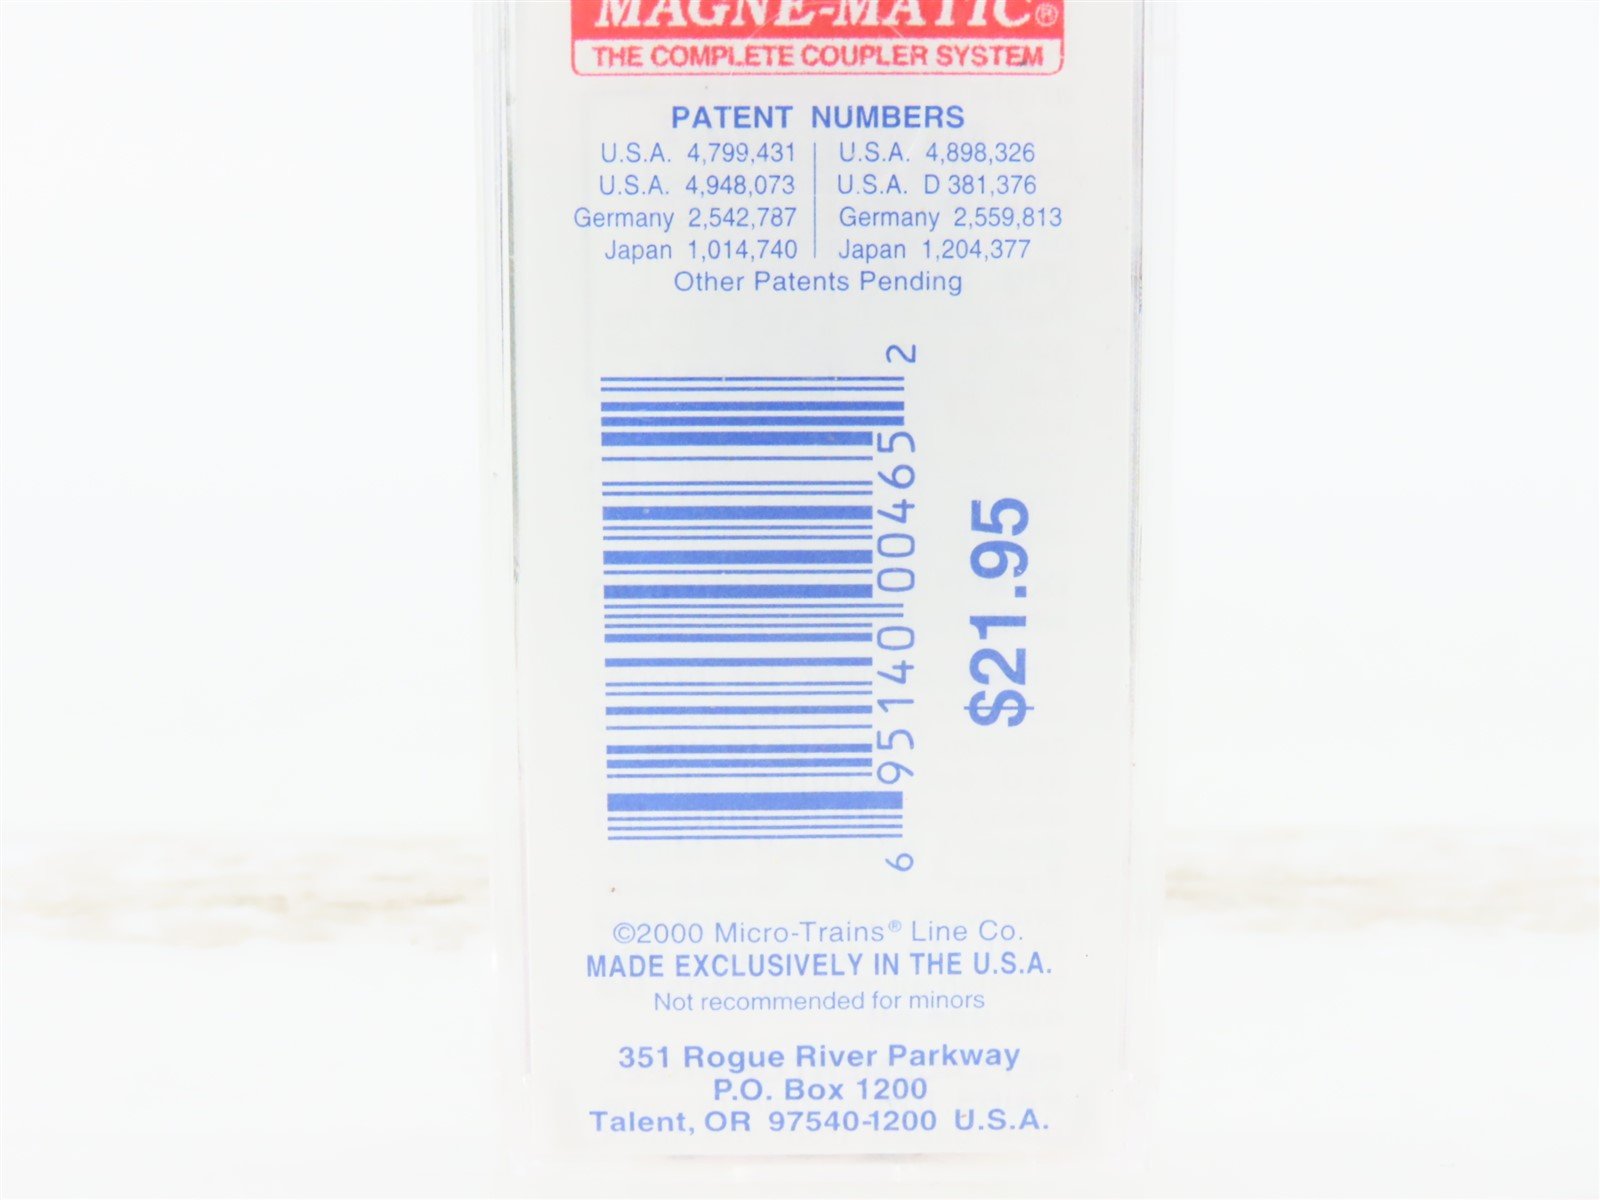 MAGNE-MATIC®
THE COMPLETE COUPLER SYSTEM
PATENT NUMBERS
U.S.A. 4,799,431 | U.S.A. 4,898,326
U.S.A. 4,948,073 | U.S.A. D 381,376
Germany 2,542,787 | Germany 2,559,813
Japan 1,014,740 | Japan 1,204,377
Other Patents Pending
6 95140 00465 2
$21.95
©2000 Micro-Trains® Line Co.
MADE EXCLUSIVELY IN THE U.S.A.
Not recommended for minors
351 Rogue River Parkway
P.O. Box 1200
Talent, OR 97540-1200 U.S.A.